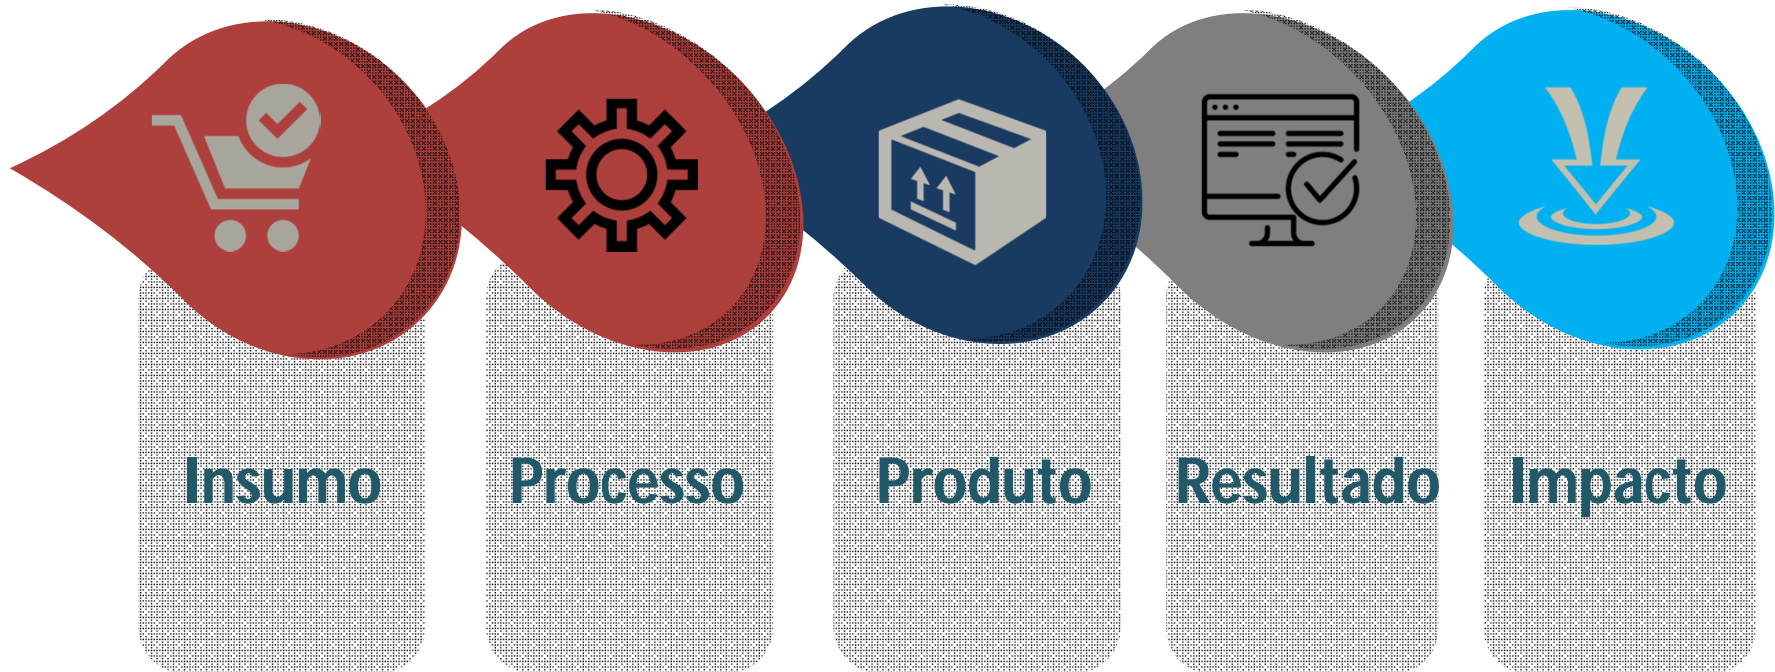 Insumo
Processo
Produto
Resultado
Impacto